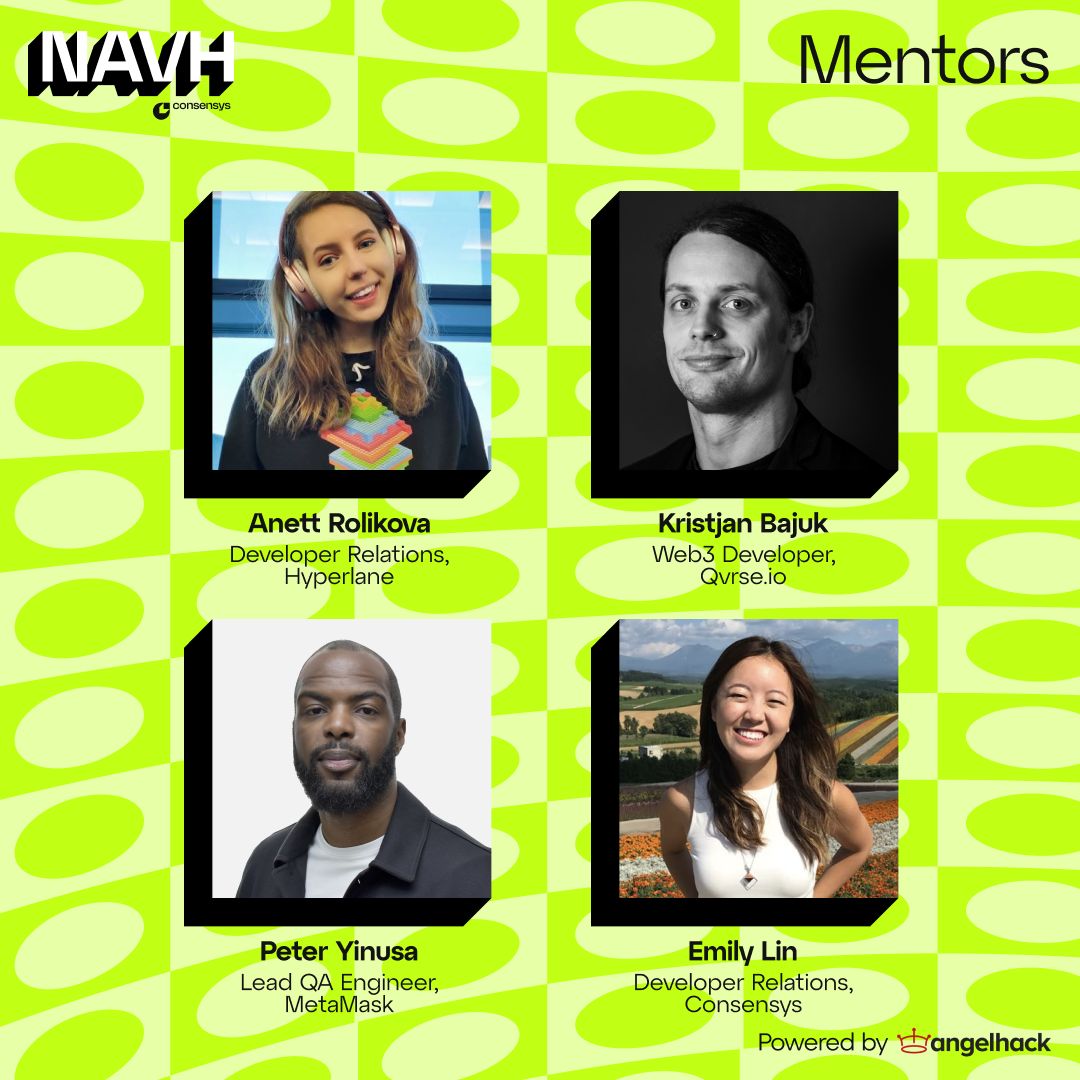 NAVH
consensys
Mentors
Anett Rolikova
Developer Relations,
Hyperlane
Kristjan Bajuk
Web3 Developer,
Qvrse.io
Peter Yinusa
Lead QA Engineer,
MetaMask
Emily Lin
Developer Relations,
Consensys
Powered by angelhack